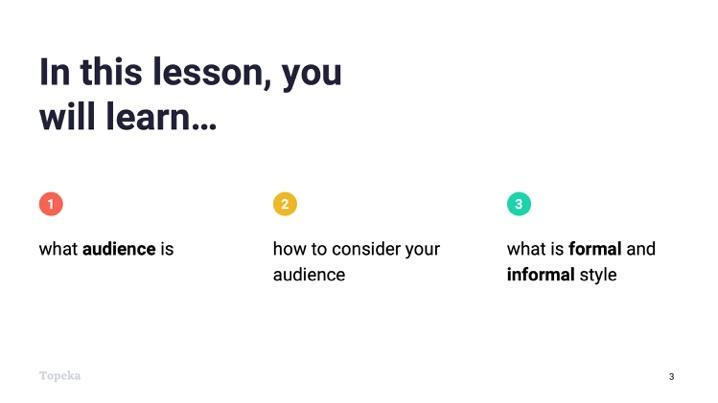 In this lesson, you
will learn…
1
what audience is
2
how to consider your
audience
3
what is formal and
informal style
Topeka
3